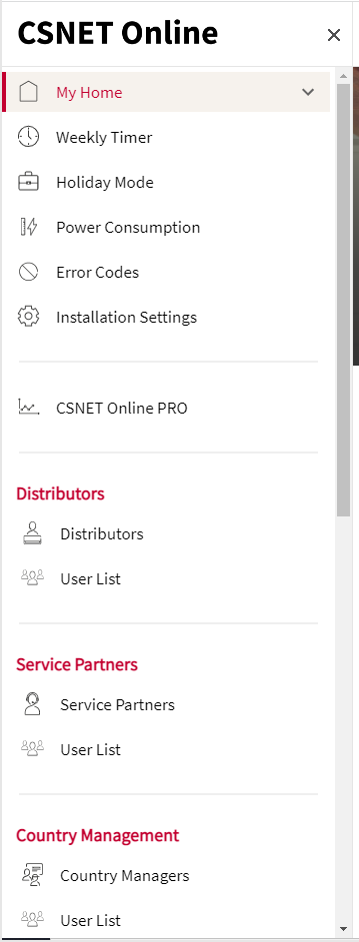 CSNET Online
My Home
Weekly Timer
Holiday Mode
Power Consumption
Error Codes
Installation Settings
CSNET Online PRO
Distributors
Distributors
User List
Service Partners
Service Partners
User List
Country Management
Country Managers
User List